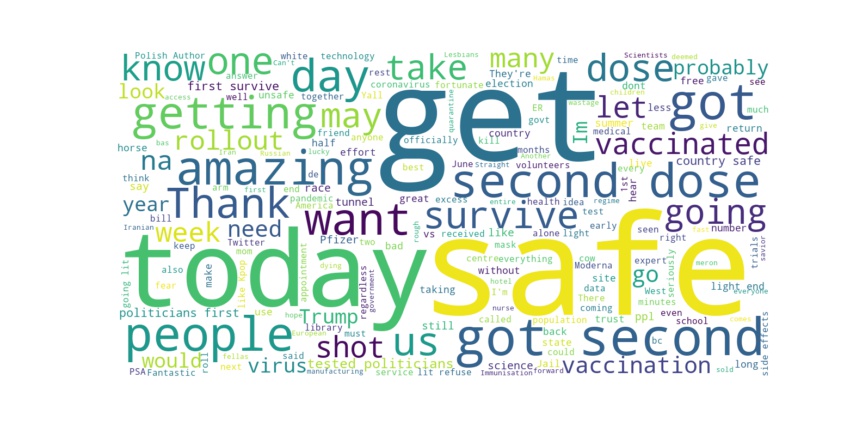 Polish Author
white
technology
Lesbians
Scientists
deemed
know
one
answer
Can't
day
take
many
time
They're
dose
probably
rest
look
first survive
coronavirus
fortunate
election
free
gave
see
well
unsafe
together
Yall
Humas
dont
children
access
getting
may
get
quarantine
ER
govt
wastage
Im
let
less
got
much
horse
rollout
friend
anyone
officially
kill
country
summer
medical
team
give
return
bas
Iran
Russian
half
effort
vaccinated
na
amazing
lucky
de
best
months
Another
live
country safe
think
say
arm
first
end
race
June
Straight
volunteers
every
second dose
year
Thank
pandemic
America
tunnel
want
great
excess
entire
health
idea
regime
1st
hear
going
bill
Iranian
week
need
survive
test
rough
vs
received
like
alone
light
early
seen
number
keep
Twitter
mom
Pfizer
two
bad
mask
right
trials
savior
today
safe
going lit
also
fear
make
like Kpop
appointment
dying
regardless
government
centre
everything
without
I'm
hotel
cow
Moderna
site
data
There
expert
go
West
seriously
fast
meron
light end
everyone
politicians first
use
hope
European
Trump
taking
nurse
coming
minutes
called
population
trust
ppl
even
school
comes
side effects
people
library
must
shot
us
still
got second
back
state
could
bc
would
roll
fellas
said
next
virus
tested politicians
science
Jail
vaccination
long
PSA
Fantastic
manufacturing
service
lit
refuse
Immunisation
forward
sold